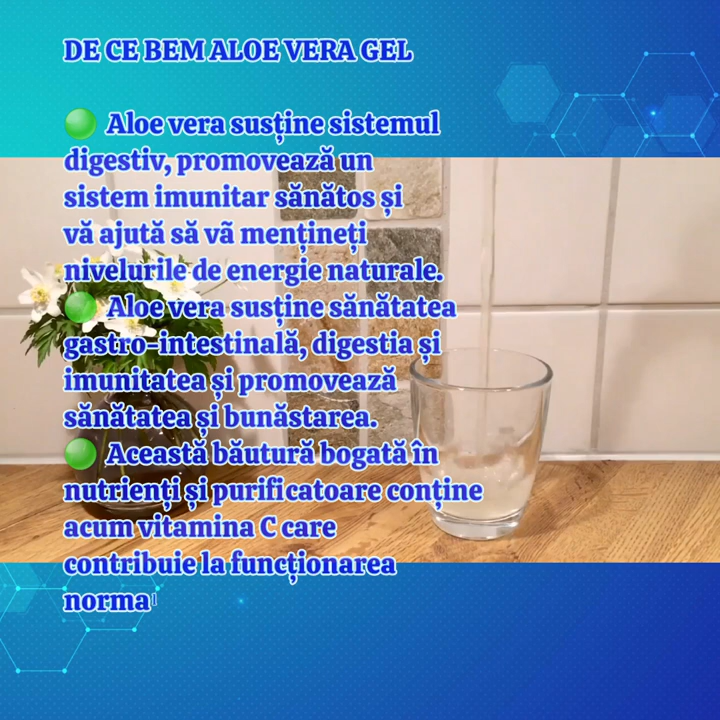 DE CE BEM ALOE VERA GEL
Aloe vera susține sistemul
digestiv, promovează un
sistem imunitar sănătos și
vă ajută să vă mențineți
nivelurile de energie naturale.
Aloe vera susține sănătatea
gastro-intestinală, digestia și
imunitatea și promovează
sănătatea și bunăstarea.
Această băutură bogată în
nutrienți și purificatoare conține
acum vitamina C care
contribuie la funcționarea
norma